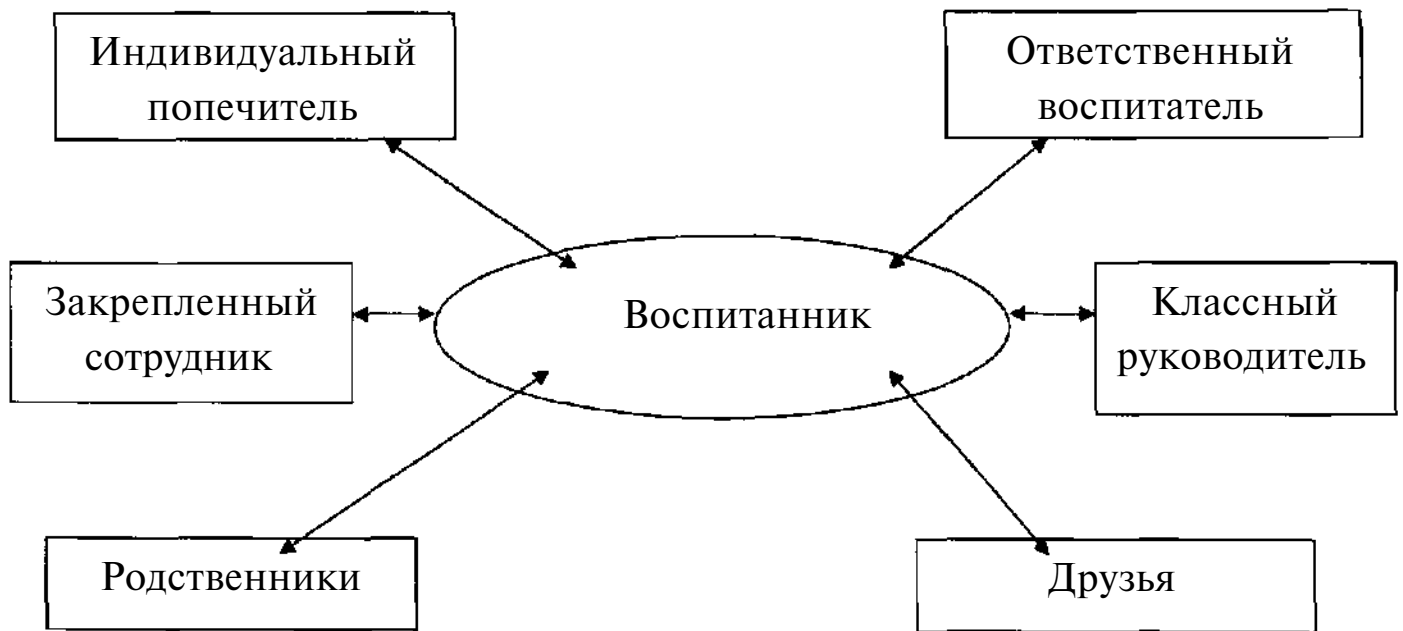 Индивидуальный
попечитель
Ответственный
воспитатель
Закрепленный
сотрудник
Воспитанник
Классный
руководитель
Родственники
Друзья